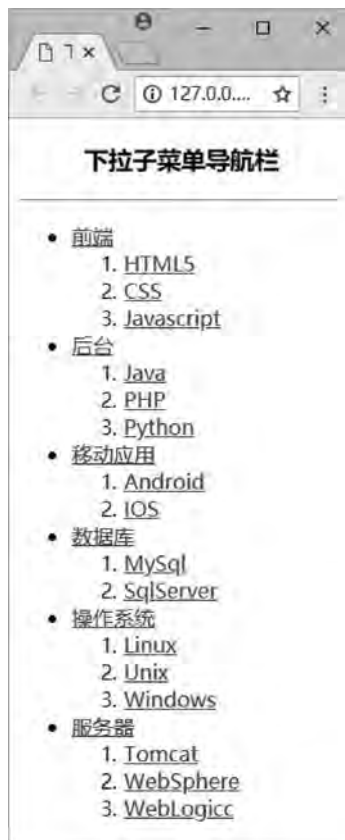 127.0.0....
下拉子菜单导航栏
• 前端
1. HTML5
2. CSS
3. Javascript
• 后台
1. Java
2. PHP
3. Python
• 移动应用
1. Android
2. IOS
• 数据库
1. MySql
2. SqlServer
• 操作系统
1. Linux
2. Unix
3. Windows
• 服务器
1. Tomcat
2. WebSphere
3. WebLogicc